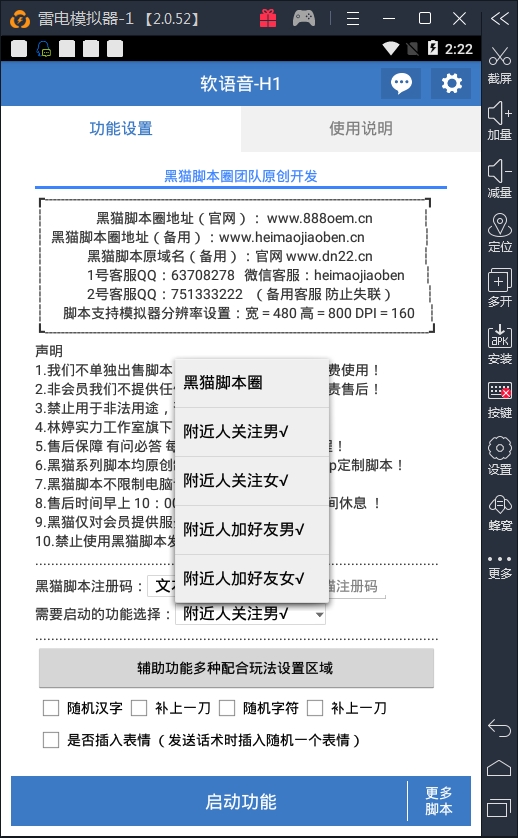 雷电模拟器-1 【2.0.52】
2:22
软语音-H1
功能设置 使用说明
黑猫脚本圈团队原创开发
黑猫脚本圈地址（官网）：www.888oem.cn
黑猫脚本圈地址（备用）：www.heimaojiaoben.cn
黑猫脚本原域名（备用）：官网 www.dn22.cn
1号客服QQ：63708278 微信客服：heimaojiaoben
2号客服QQ：751333222 （备用客服 防止失联）
脚本支持模拟器分辨率设置：宽 = 480 高 = 800 DPI = 160
声明
1.我们不单独出售脚本 费使用！
2.非会员我们不提供任 责售后！
3.禁止用于非法用途，
4.林婷实力工作室旗下
5.售后保障 有问必答 每 ！
6.黑猫系列脚本均原创 p定制脚本！
7.黑猫脚本不限制电脑
8.售后时间早上 10：00 间休息 ！
9.黑猫仅对会员提供服
10.禁止使用黑猫脚本发
黑猫脚本圈
附近人关注男√
附近人关注女√
附近人加好友男√
附近人加好友女√
黑猫脚本注册码： 文本 猫注册码
需要启动的功能选择： 附近人关注男√
辅助功能多种配合玩法设置区域
随机汉字 补上一刀 随机字符 补上一刀
是否插入表情（发送话术时插入随机一个表情）
启动功能
更多
脚本
截屏
加量
减量
定位
多开
APK
安装
按键
设置
蜂窝
更多